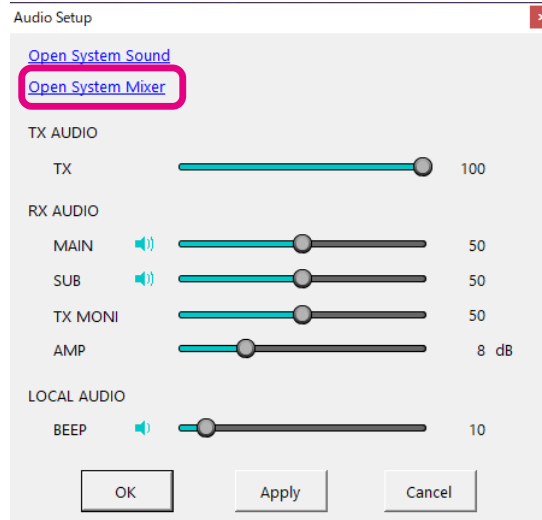 Audio Setup
Open System Sound
Open System Mixer
TX AUDIO
TX 100
RX AUDIO
MAIN 50
SUB 50
TX MONI 50
AMP 8 dB
LOCAL AUDIO
BEEP 10
OK Apply Cancel